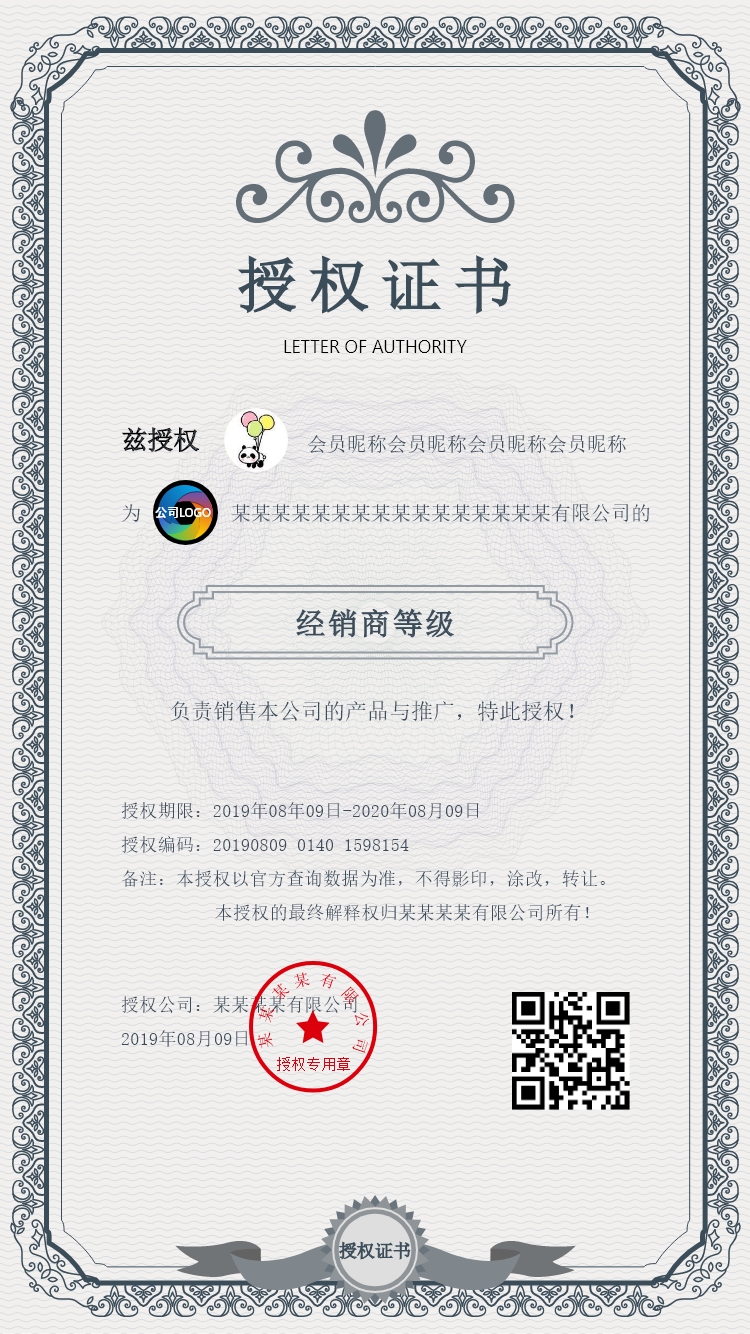 授权证书
LETTER OF AUTHORITY
兹授权 会员昵称会员昵称会员昵称会员昵称
为 公司LOGO 某某某某某某某某某某某某某某某某有限公司的
经销商等级
负责销售本公司的产品与推广，特此授权！
授权期限：2019年08年09日-2020年08月09日
授权编码：20190809 0140 1598154
备注：本授权以官方查询数据为准，不得影印，涂改，转让。
本授权的最终解释权归某某某某有限公司所有！
授权公司：某某某某有限公司
2019年08月09日
某某某某有限公司
授权专用章
授权证书